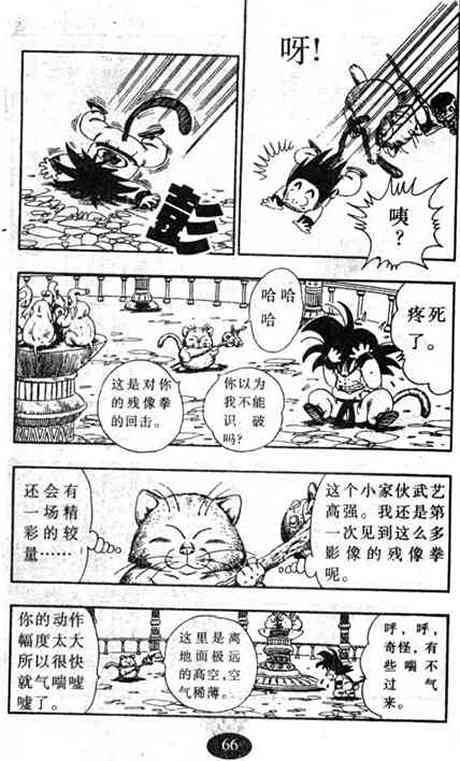 呀！
咦
？
彭
疼死
了。
哈哈
哈
你以为
我不能
识破
吗？
这是对你
的残像拳
的回击。
这个小家伙武艺
高强。我还是第
一次见到这么多
影像的残像拳
呢。
还会有
一场精
彩的较
量……
呼，呼，
奇怪，有
些喘不
过气
来。
这里是离
地面极远
的高空，空
气稀薄。
你的动作
幅度太大
所以很快
就气喘嘘
嘘了。
66